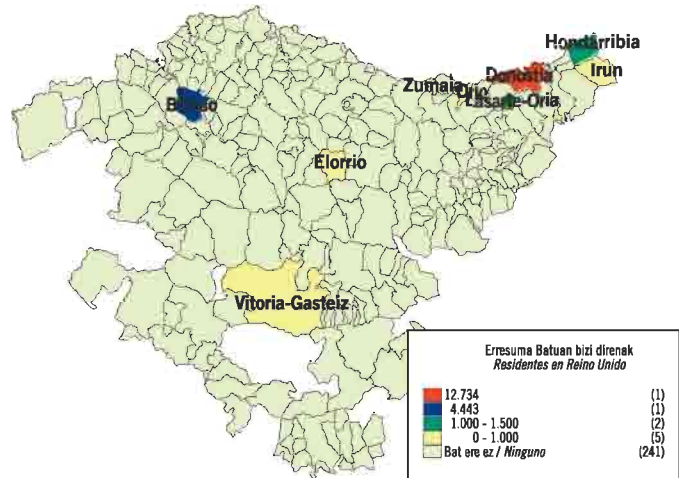 Hondarribia
Donostia
Irun
Zumaia
Orio
Lasarte-Oria
Bilbao
Elorrio
Vitoria-Gasteiz
Erresuma Batuan bizi direnak
Residentes en Reino Unido
12.734 (1)
4.443 (1)
1.000 - 1.500 (2)
0 - 1.000 (5)
Bat ere ez / Ninguno (241)